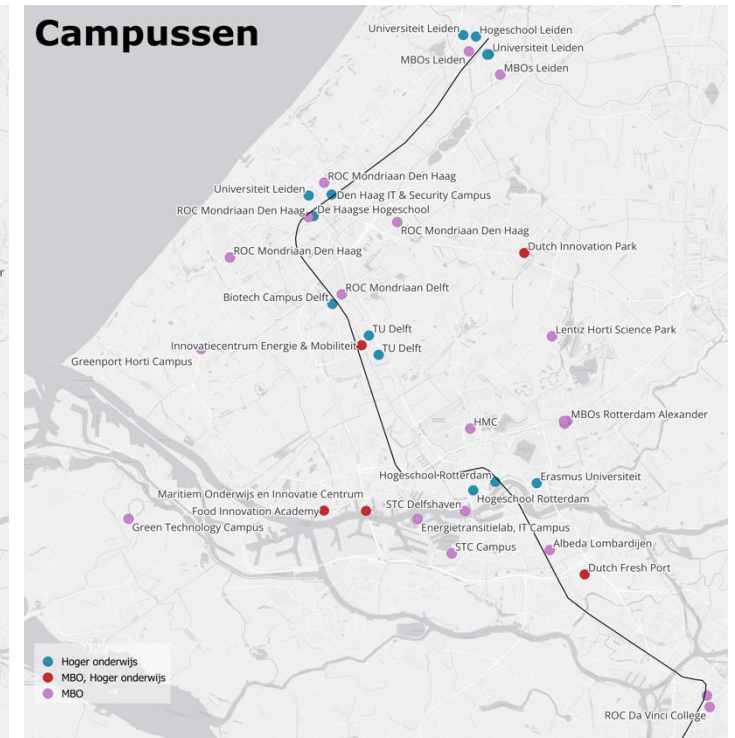 Campussen
Universiteit Leiden
Hogeschool Leiden
Universiteit Leiden
MBOs Leiden
MBOs Leiden
ROC Mondriaan Den Haag
Universiteit Leiden
Den Haag IT & Security Campus
ROC Mondriaan Den Haag
De Haagse Hogeschool
ROC Mondriaan Den Haag
Dutch Innovation Park
ROC Mondriaan Den Haag
r
ROC Mondriaan Delft
Biotech Campus Delft
TU Delft
Lentiz Horti Science Park
Innovatiecentrum Energie & Mobiliteit
TU Delft
Greenport Horti Campus
MBOs Rotterdam Alexander
HMC
Hogeschool Rotterdam
Erasmus Universiteit
Maritiem Onderwijs en Innovatie Centrum
Hogeschool Rotterdam
STC Delfshaven
Food Innovation Academy
Green Technology Campus
Energietransitielab, IT Campus
STC Campus
Albeda Lombardijen
Dutch Fresh Port
Hoger onderwijs
MBO, Hoger onderwijs
MBO
ROC Da Vinci College